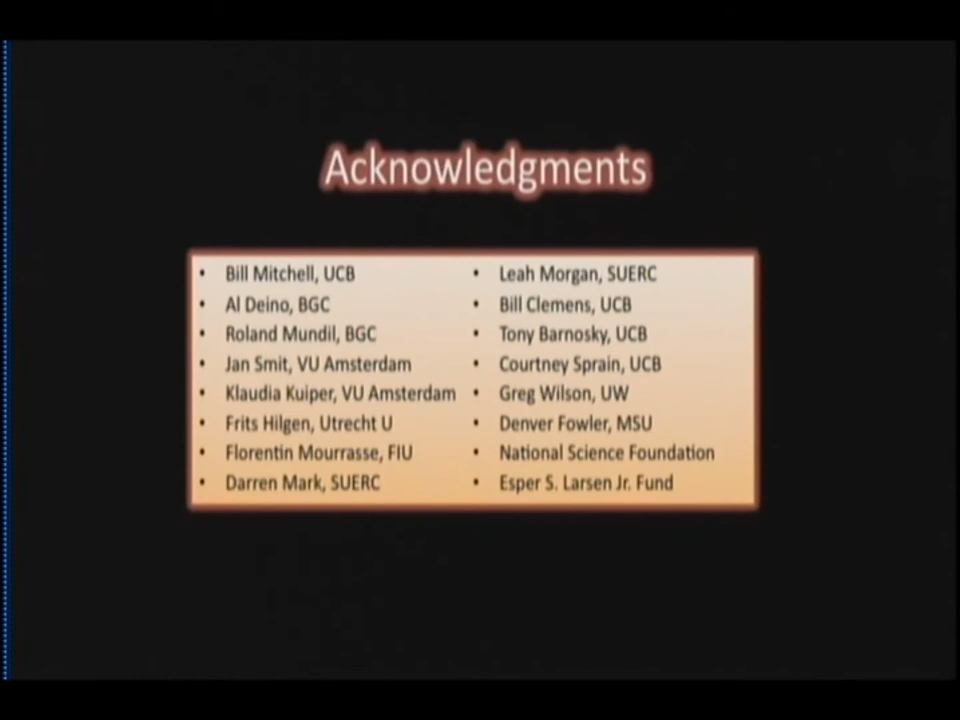 Acknowledgments
• Bill Mitchell, UCB
• Al Deino, BGC
• Roland Mundil, BGC
• Jan Smit, VU Amsterdam
• Klaudia Kuiper, VU Amsterdam
• Frits Hilgen, Utrecht U
• Florentin Mourrasse, FIU
• Darren Mark, SUERC
• Leah Morgan, SUERC
• Bill Clemens, UCB
• Tony Barnosky, UCB
• Courtney Sprain, UCB
• Greg Wilson, UW
• Denver Fowler, MSU
• National Science Foundation
• Esper S. Larsen Jr. Fund